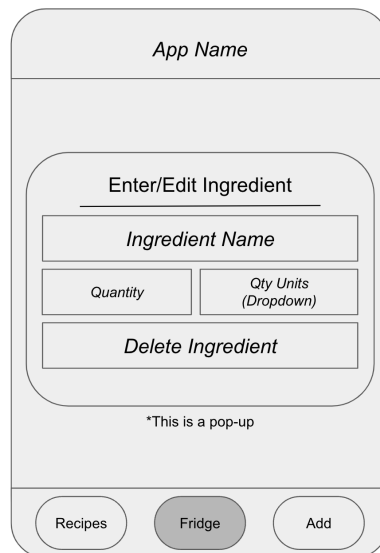 App Name
Enter/Edit Ingredient
Ingredient Name
Quantity
Qty Units
(Dropdown)
Delete Ingredient
*This is a pop-up
Recipes
Fridge
Add